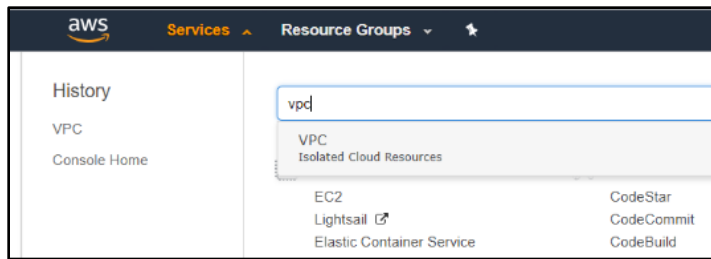 aws
Services
Resource Groups
History
VPC
Console Home
vpc
VPC
Isolated Cloud Resources
EC2
Lightsail
Elastic Container Service
CodeStar
CodeCommit
CodeBuild